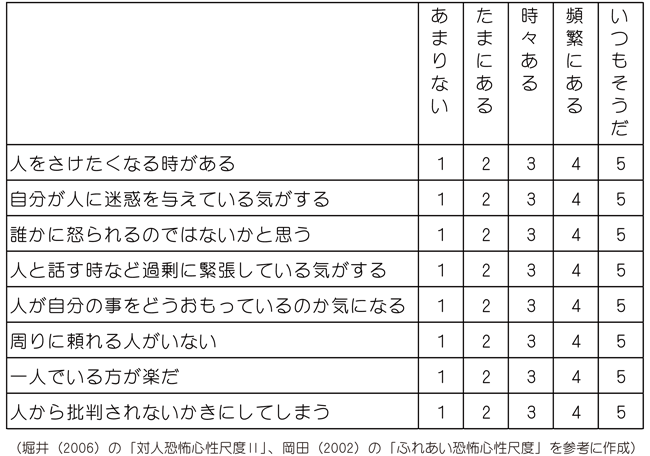 あまりない
たまにある
時々ある
頻繁にある
いつもそうだ
人をさけたくなる時がある 1 2 3 4 5
自分が人に迷惑を与えている気がする 1 2 3 4 5
誰かに怒られるのではないかと思う 1 2 3 4 5
人と話す時など過剰に緊張している気がする 1 2 3 4 5
人が自分の事をどうおもっているのか気になる 1 2 3 4 5
周りに頼れる人がいない 1 2 3 4 5
一人でいる方が楽だ 1 2 3 4 5
人から批判されないかきにしてしまう 1 2 3 4 5
（堀井（2006）の「対人恐怖心性尺度Ⅱ」、岡田（2002）の「ふれあい恐怖心性尺度」を参考に作成）